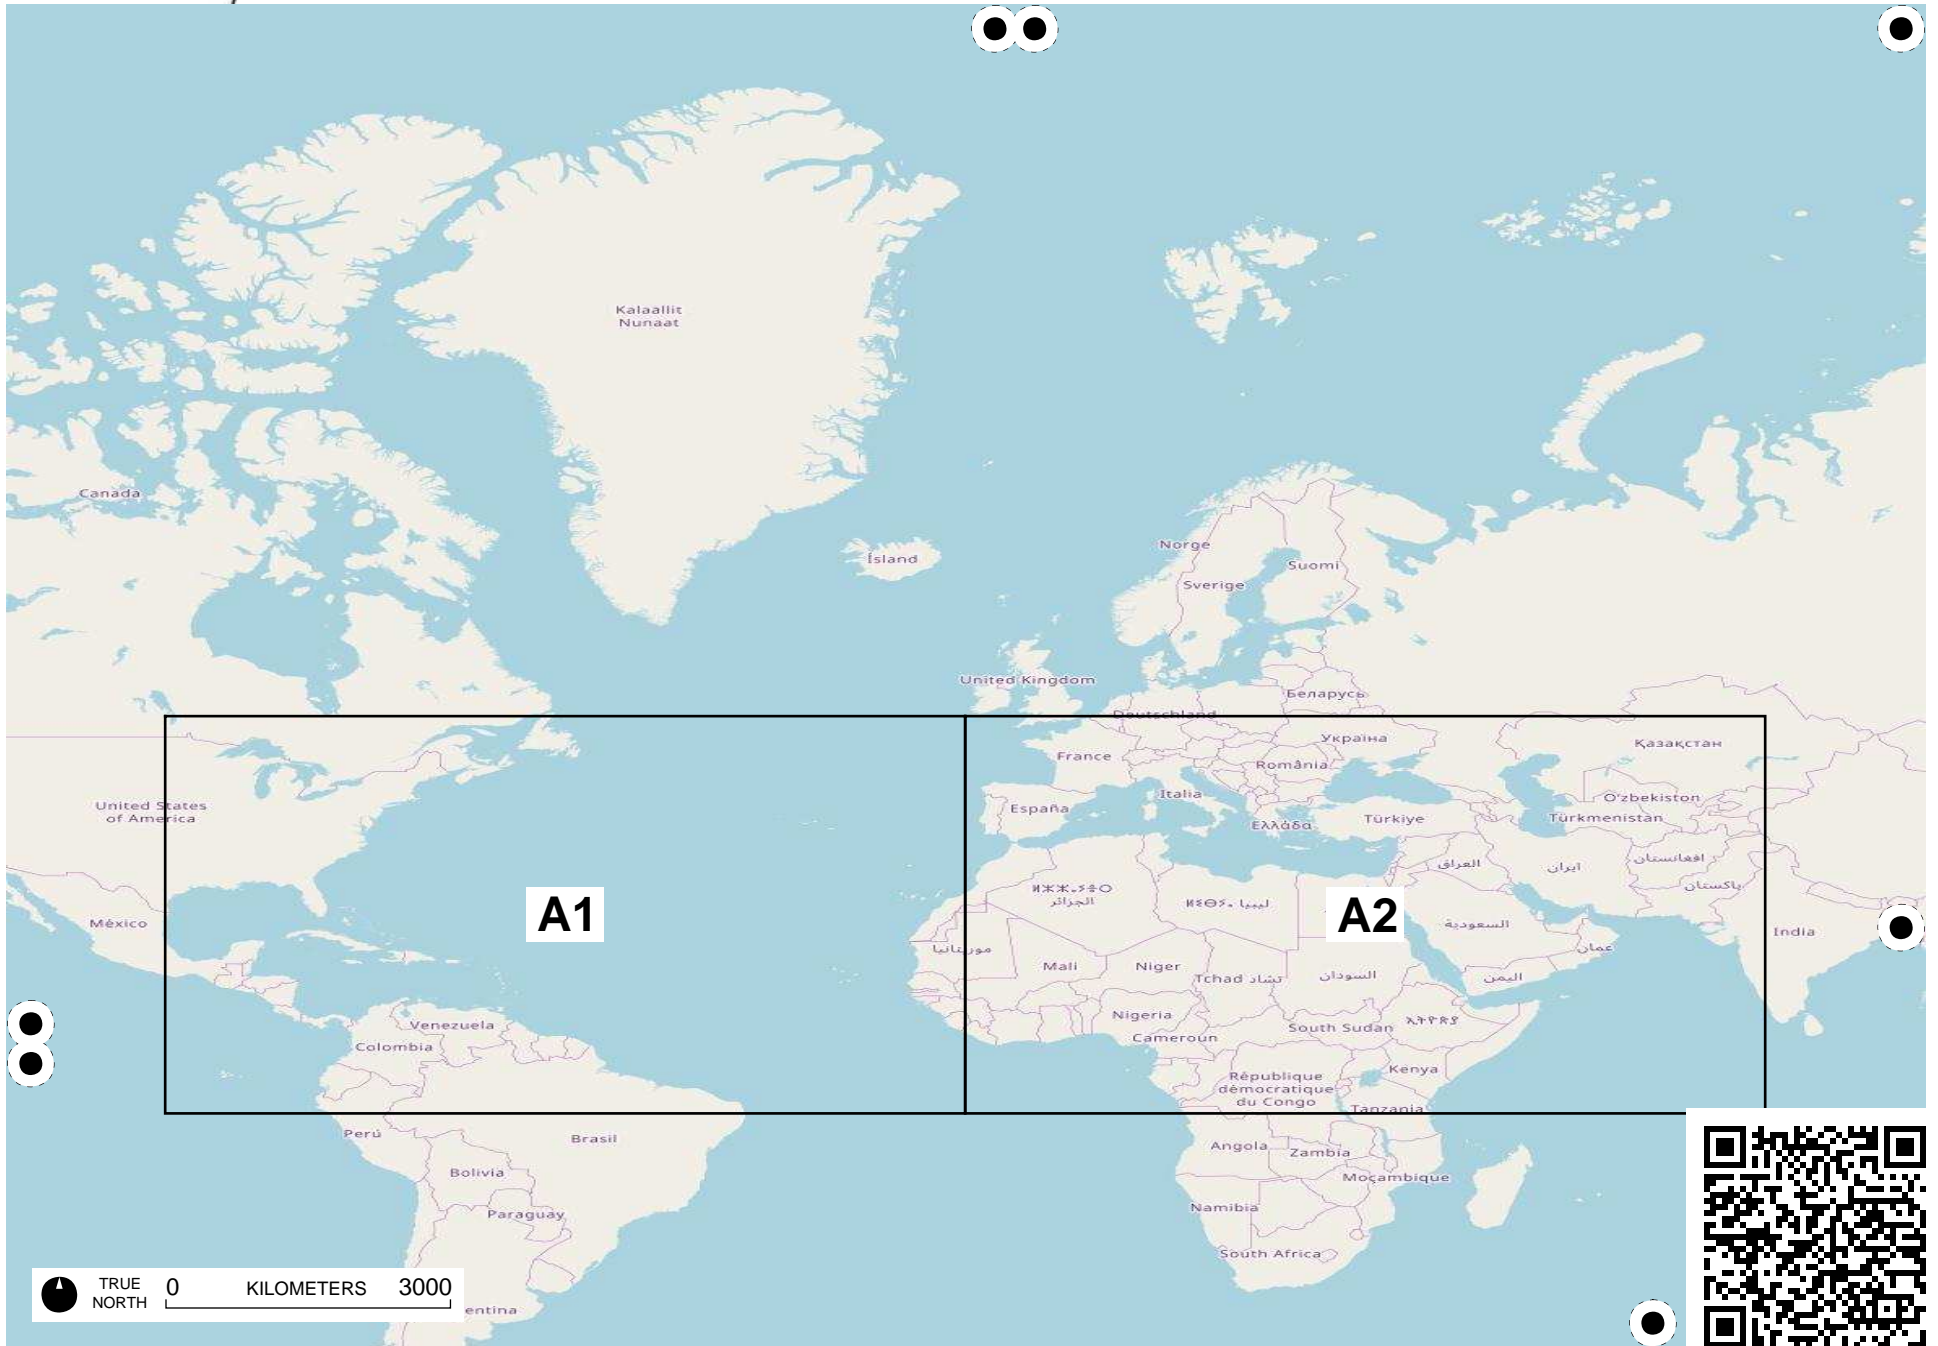 Kalaallit
Nunaat
Canada
Ísland
Norge
Suomi
Sverige
United Kingdom
Беларусь
Deutschland
Україна
Қазақстан
France
România
Italia
United States
of America
España
Ελλάδα
Türkiye
Oʻzbekiston
Türkmenistan
العراق
ایران
افغانستان
پاکستان
ⵍⵣⵣⴰⵢⴻⵔ
الجزائر
ليبيا
A1
A2
México
موريتانيا
السعودية
عمان
India
Mali
Niger
Tchad تشاد
السودان
اليمن
Venezuela
Nigeria
South Sudan
ኢትዮጵያ
Colombia
Cameroun
Kenya
République
démocratique
du Congo
Tanzania
Perú
Brasil
Angola
Zambia
Bolivia
Moçambique
Paraguay
Namibia
South Africa
TRUE
NORTH
0 KILOMETERS 3000
entina